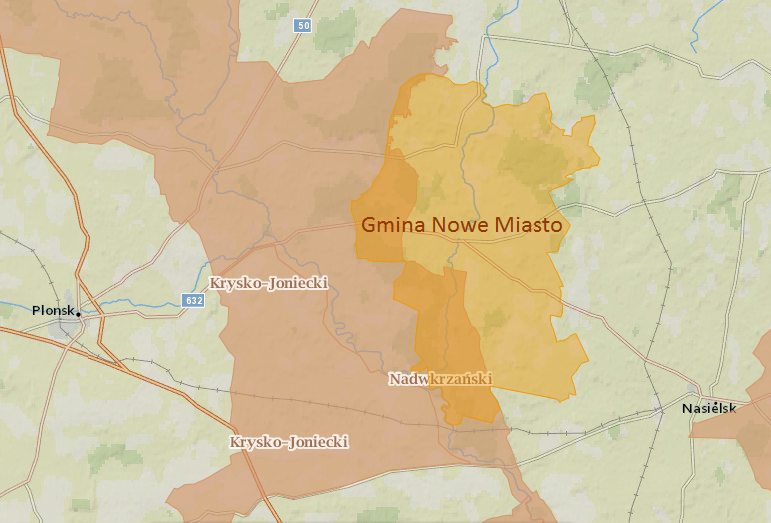 50
Gmina Nowe Miasto
Krysko-Joniecki
632
Plonsk
Nadwkrzański
Nasielsk
Krysko-Joniecki